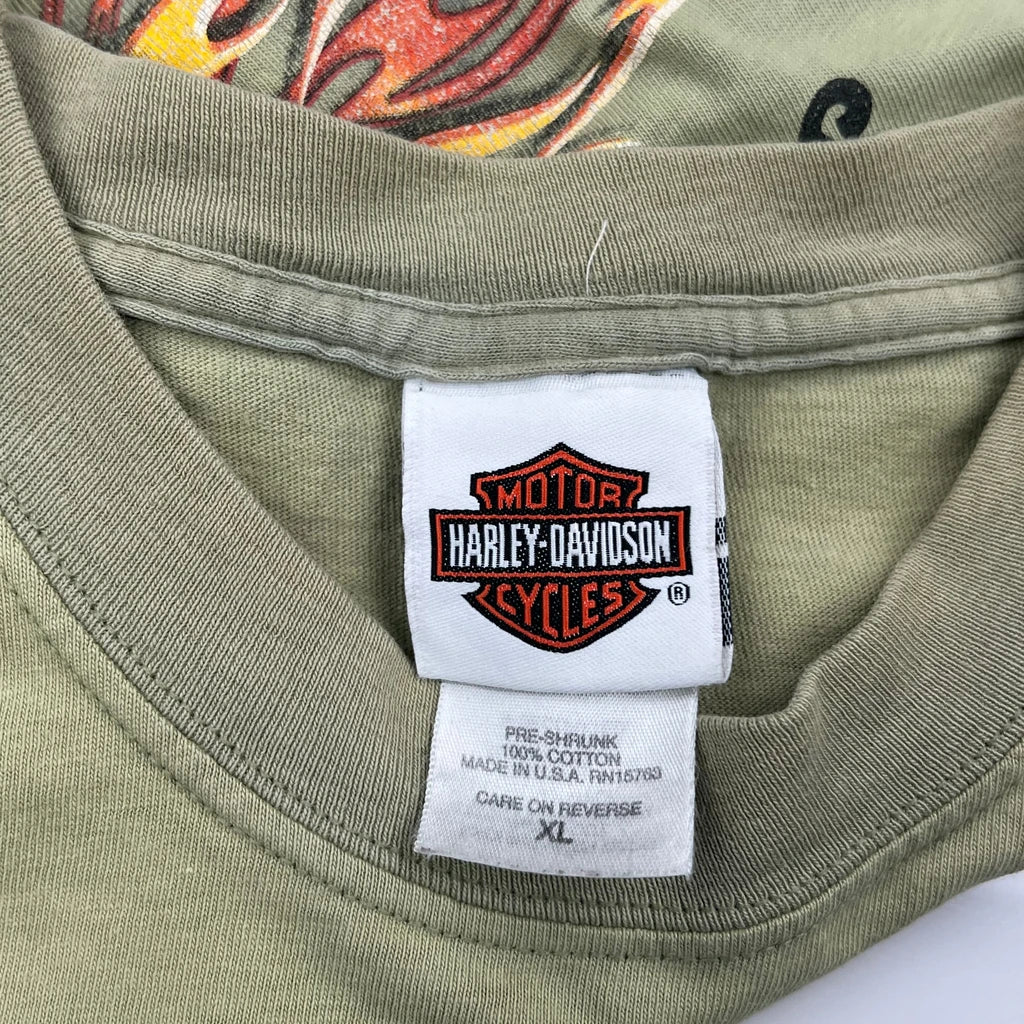 MOTOR
HARLEY-DAVIDSON
CYCLES
®
PRE-SHRUNK
100% COTTON
MADE IN U.S.A. RN15763
CARE ON REVERSE
XL